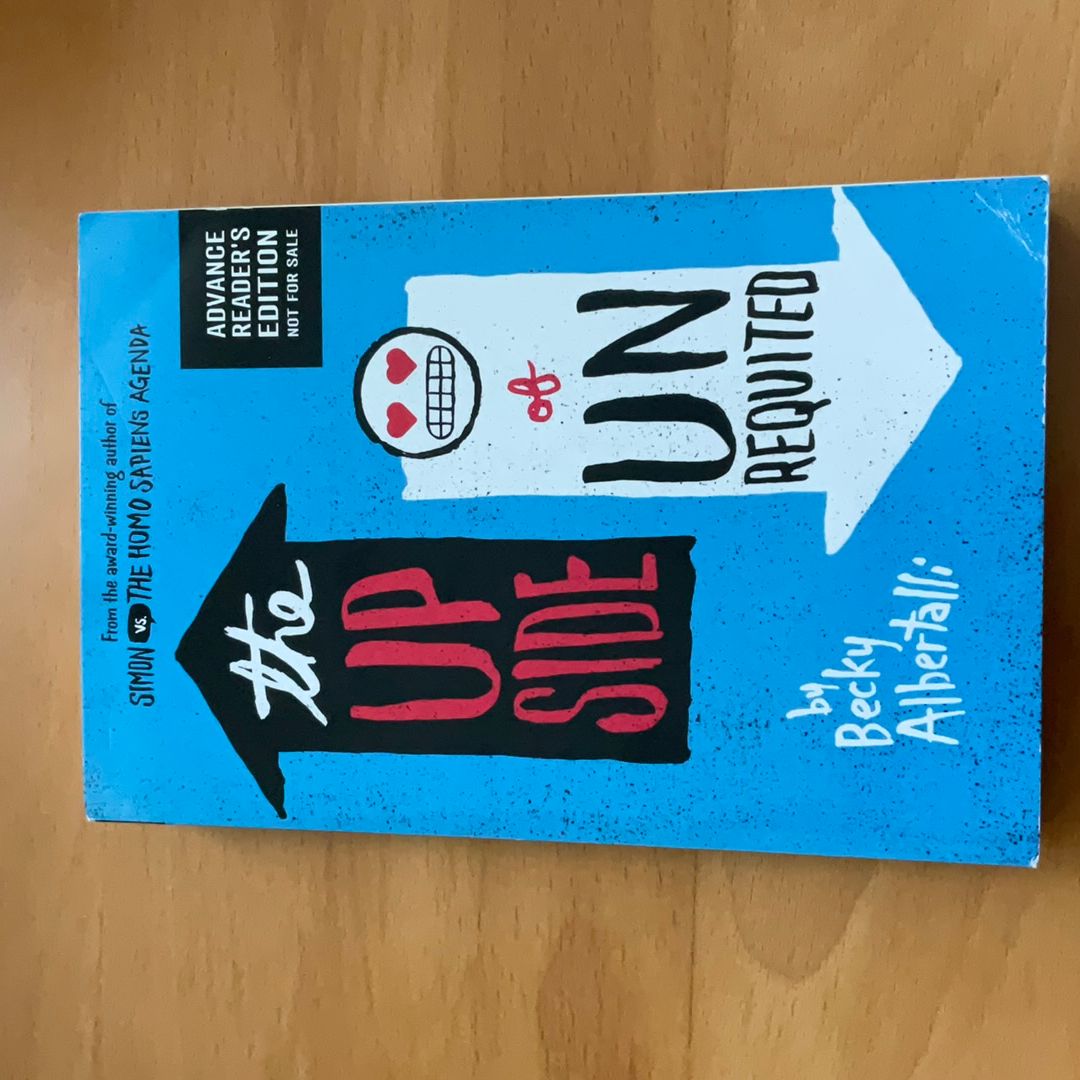 From the award-winning author of
SIMON vs. THE HOMO SAPIENS AGENDA
ADVANCE
READER'S
EDITION
NOT FOR SALE
the
UP
SIDE
of
UN
REQUITED
by
Becky
Albertalli